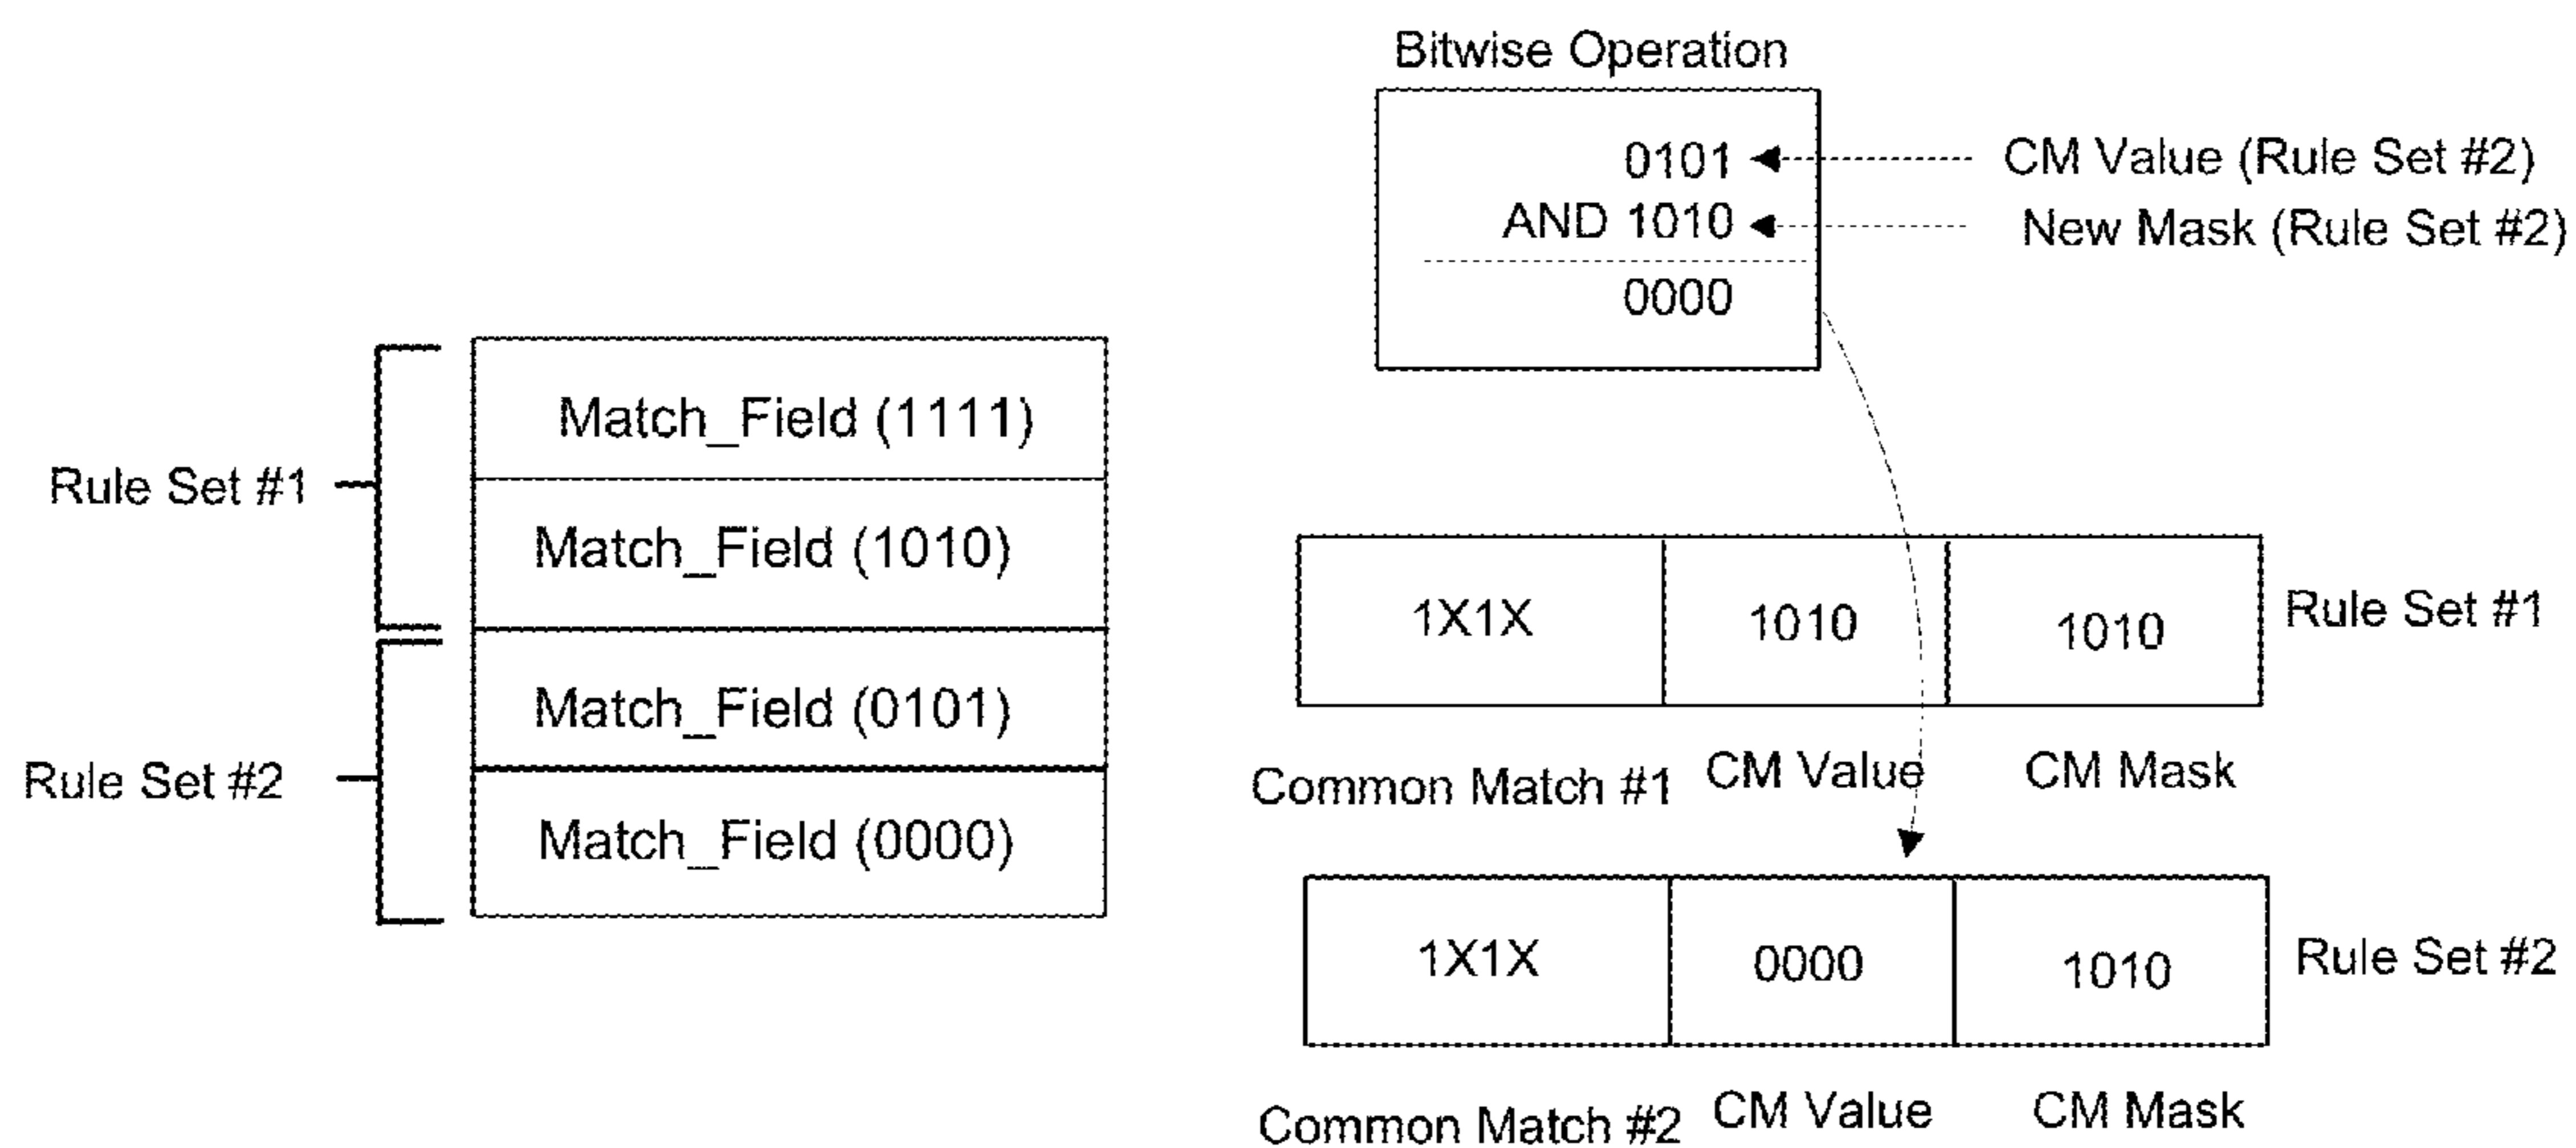 Bitwise Operation
0101
CM Value (Rule Set #2)
AND 1010
New Mask (Rule Set #2)
0000
Rule Set #1
Match_Field (1111)
Match_Field (1010)
Rule Set #2
Match_Field (0101)
Match_Field (0000)
1X1X
1010
1010
Rule Set #1
Common Match #1
CM Value
CM Mask
1X1X
0000
1010
Rule Set #2
Common Match #2
CM Value
CM Mask